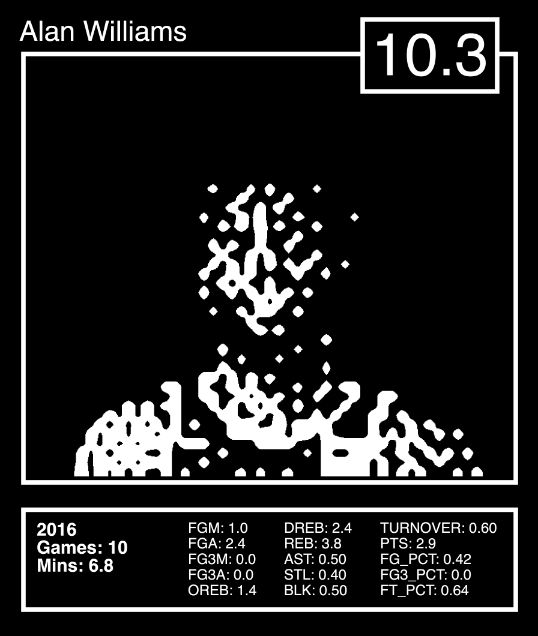 Alan Williams
10.3
2016
Games: 10
Mins: 6.8
FGM: 1.0
FGA: 2.4
FG3M: 0.0
FG3A: 0.0
OREB: 1.4
DREB: 2.4
REB: 3.8
AST: 0.50
STL: 0.40
BLK: 0.50
TURNOVER: 0.60
PTS: 2.9
FG_PCT: 0.42
FG3_PCT: 0.0
FT_PCT: 0.64